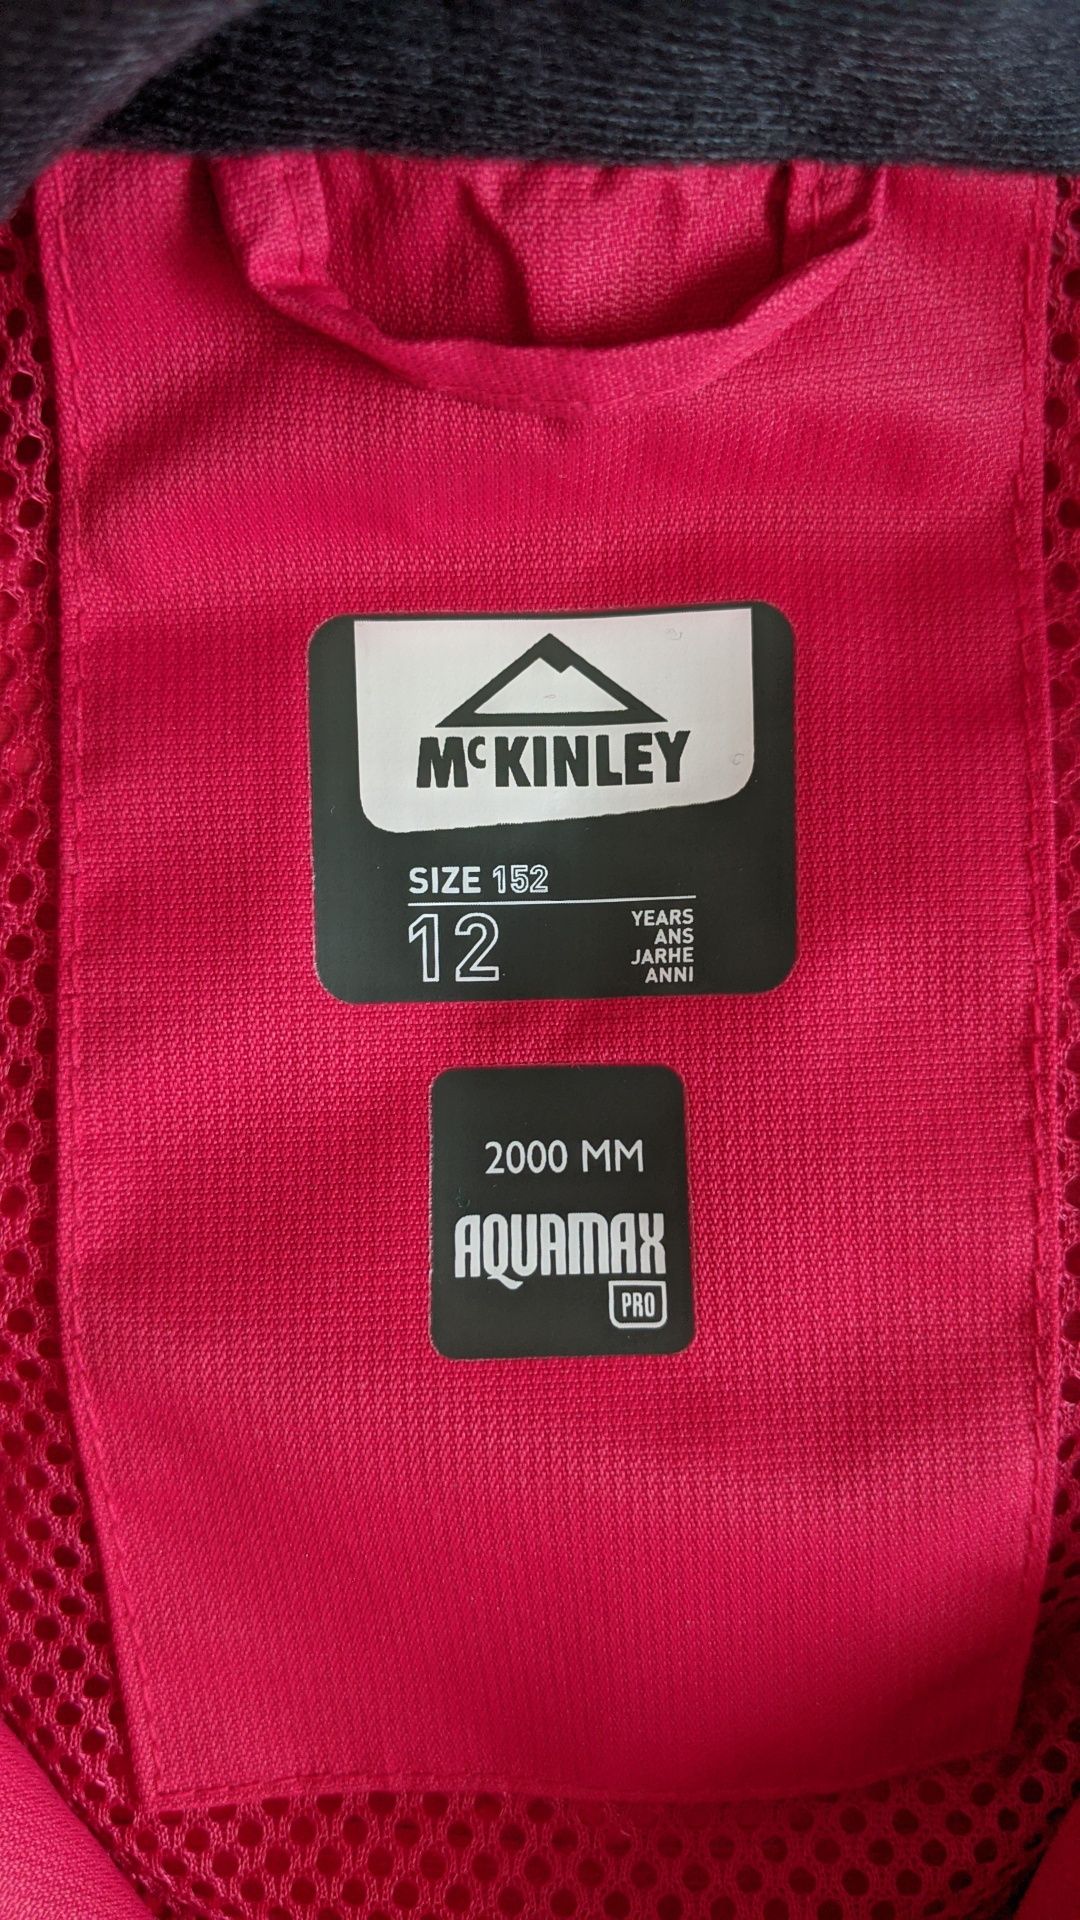 McKINLEY
SIZE 152
12
YEARS
ANS
JARHE
ANNI
2000 MM
AQUAMAX
PRO